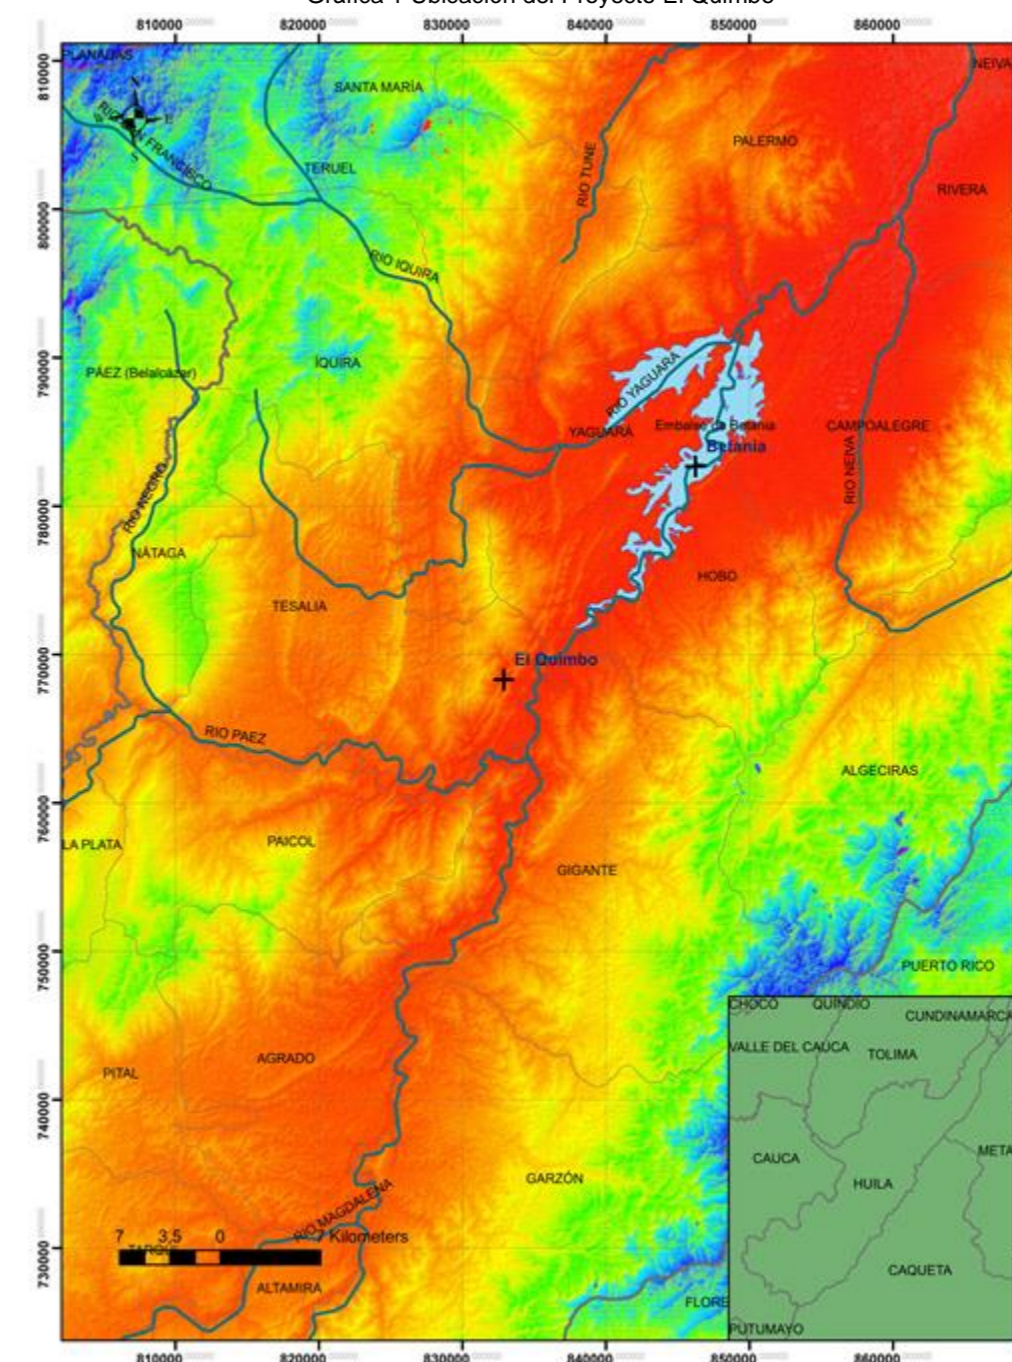 Gráfica 1 Ubicación del Proyecto El Quimbo
810000 820000 830000 840000 850000 860000
810000
800000
790000
780000
770000
760000
750000
740000
730000
PLANADAS
NEIVA
SANTA MARÍA
N
E
S
PALERMO
TERUEL
RIO TUNE
RIVERA
RIO IQUIRA
ÍQUIRA
PÁEZ (Belalcázar)
RIO YAGUARA
YAGUARÁ
Embalse de Betania
CAMPOALEGRE
Betania
RIO NEIVA
RIO NEGRO
NÁTAGA
HOBO
TESALIA
El Quimbo
RIO PAEZ
ALGECIRAS
LA PLATA
PAICOL
GIGANTE
PUERTO RICO
AGRADO
PITAL
GARZÓN
RIO MAGDALENA
7 3,5 0 7 Kilometers
TARQUI
ALTAMIRA
FLORE
CHOCO QUINDIO
CUNDINAMARCA
VALLE DEL CAUCA
TOLIMA
CAUCA
META
HUILA
CAQUETA
PUTUMAYO
810000 820000 830000 840000 850000 860000